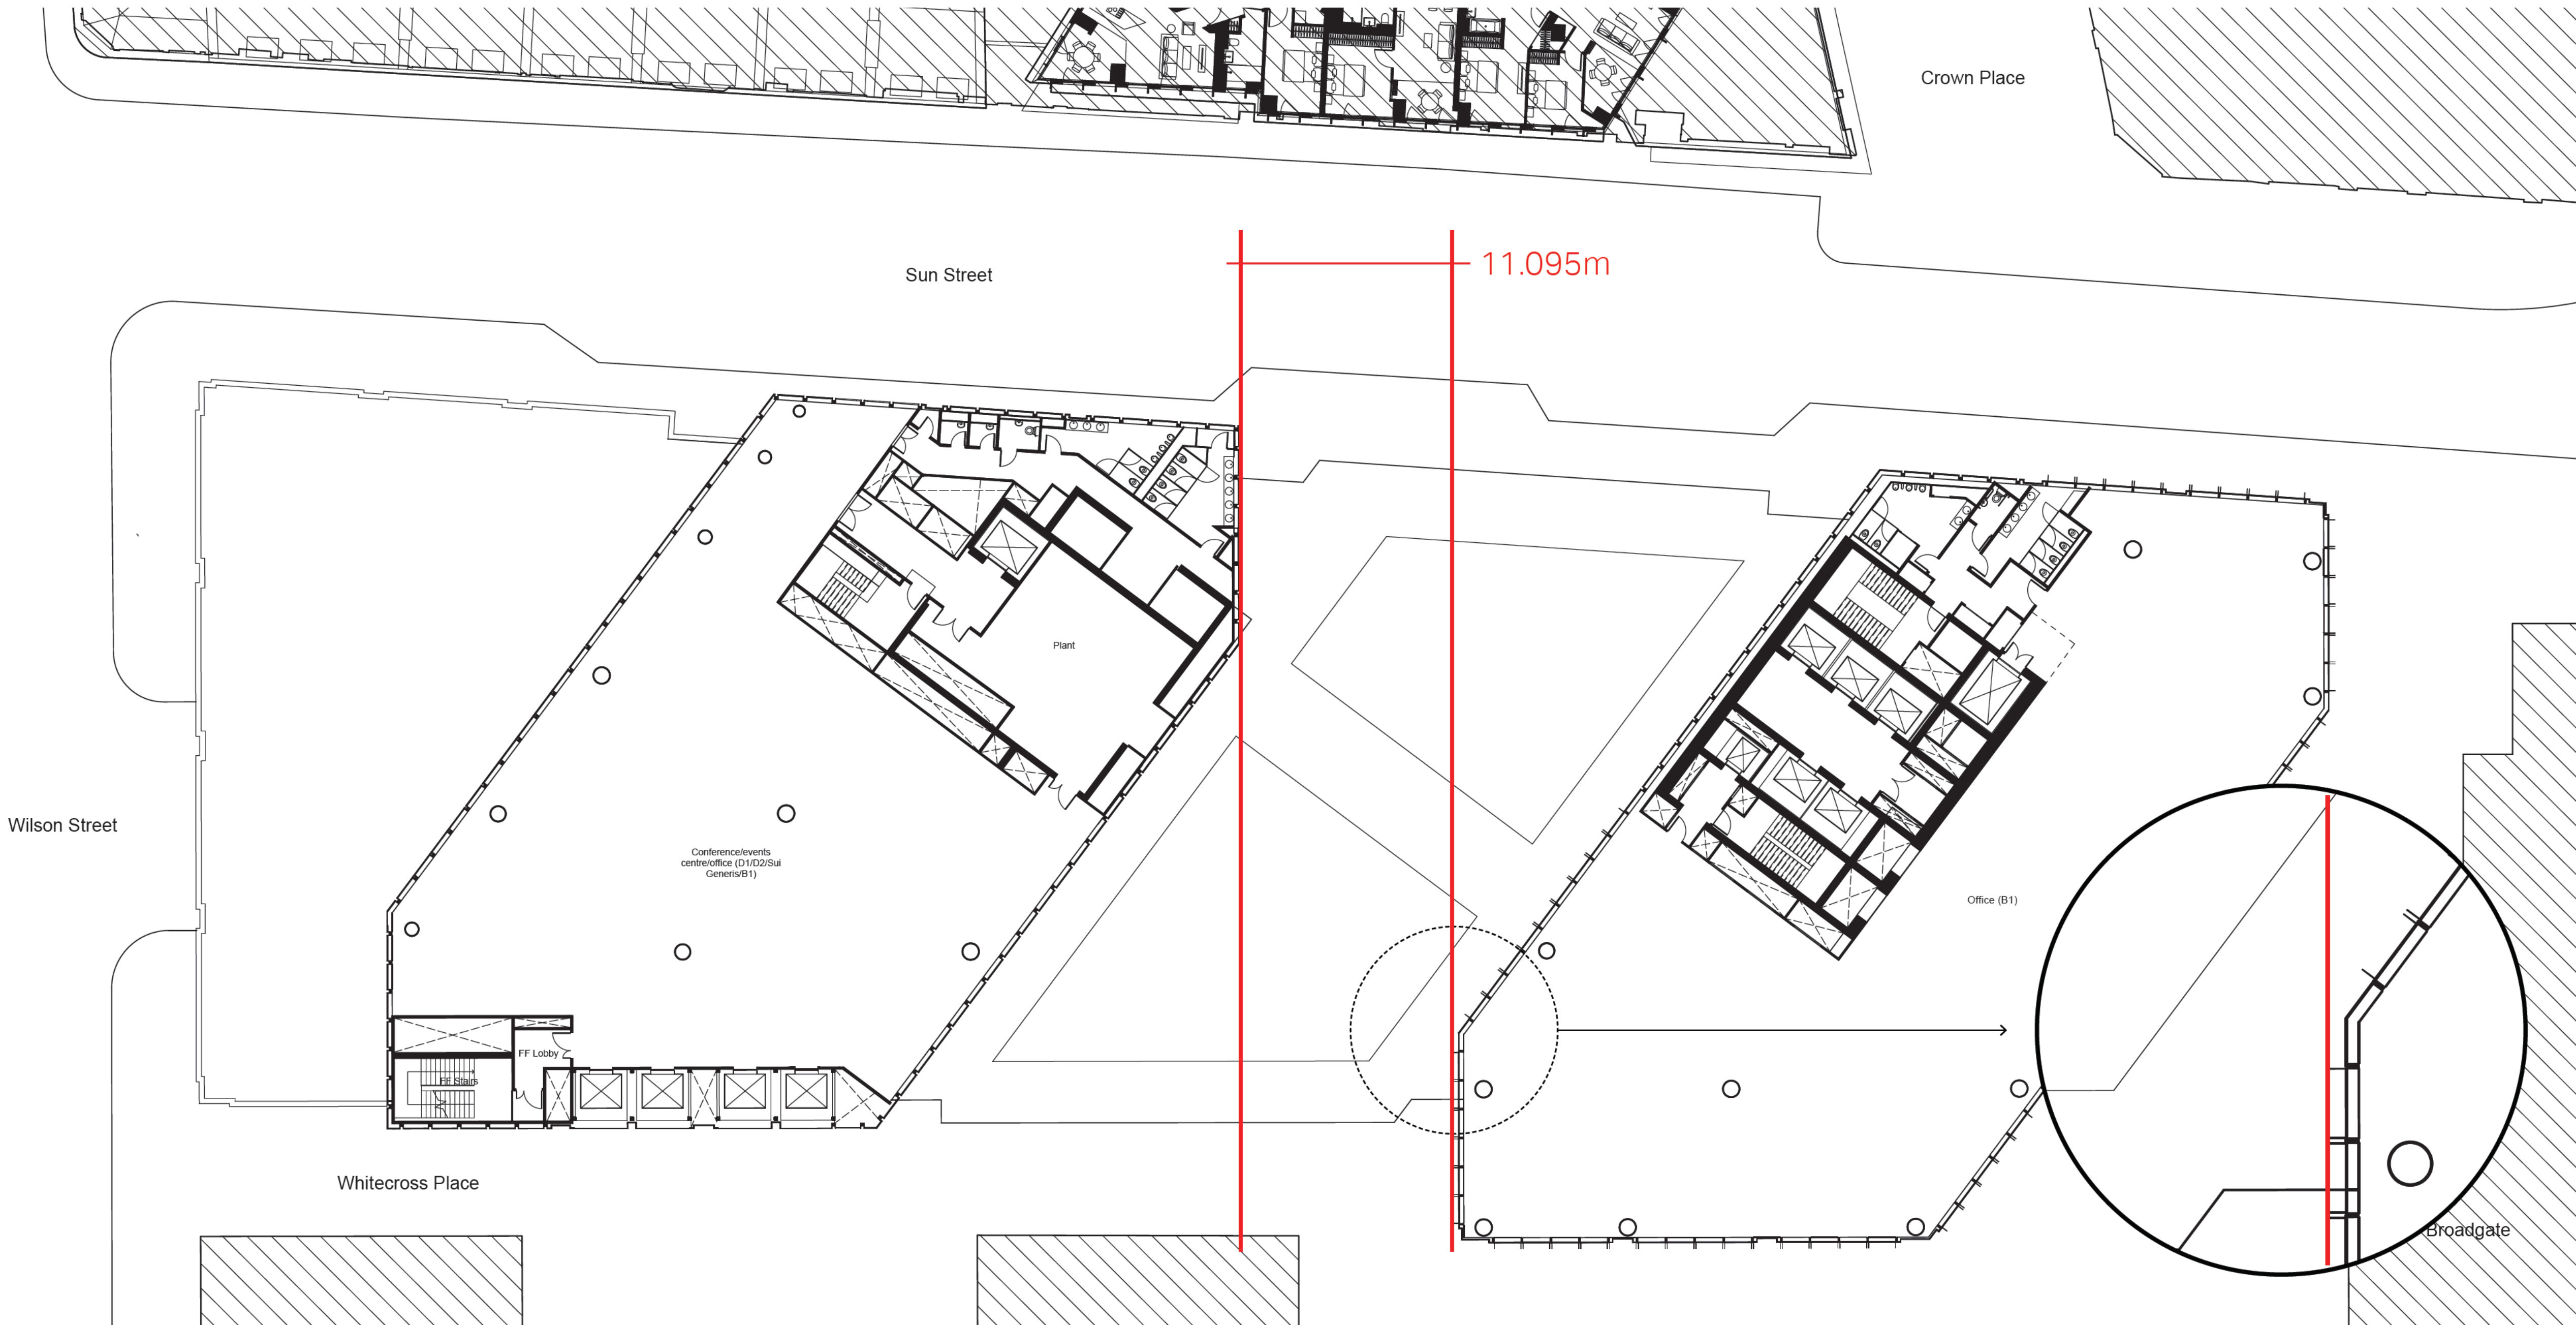 Crown Place
Sun Street
11.095m
Plant
Wilson Street
Conference/events
centre/office (D1/D2/Sui
Generis/B1)
Office (B1)
FF Lobby
FF Stairs
Whitecross Place
Broadgate